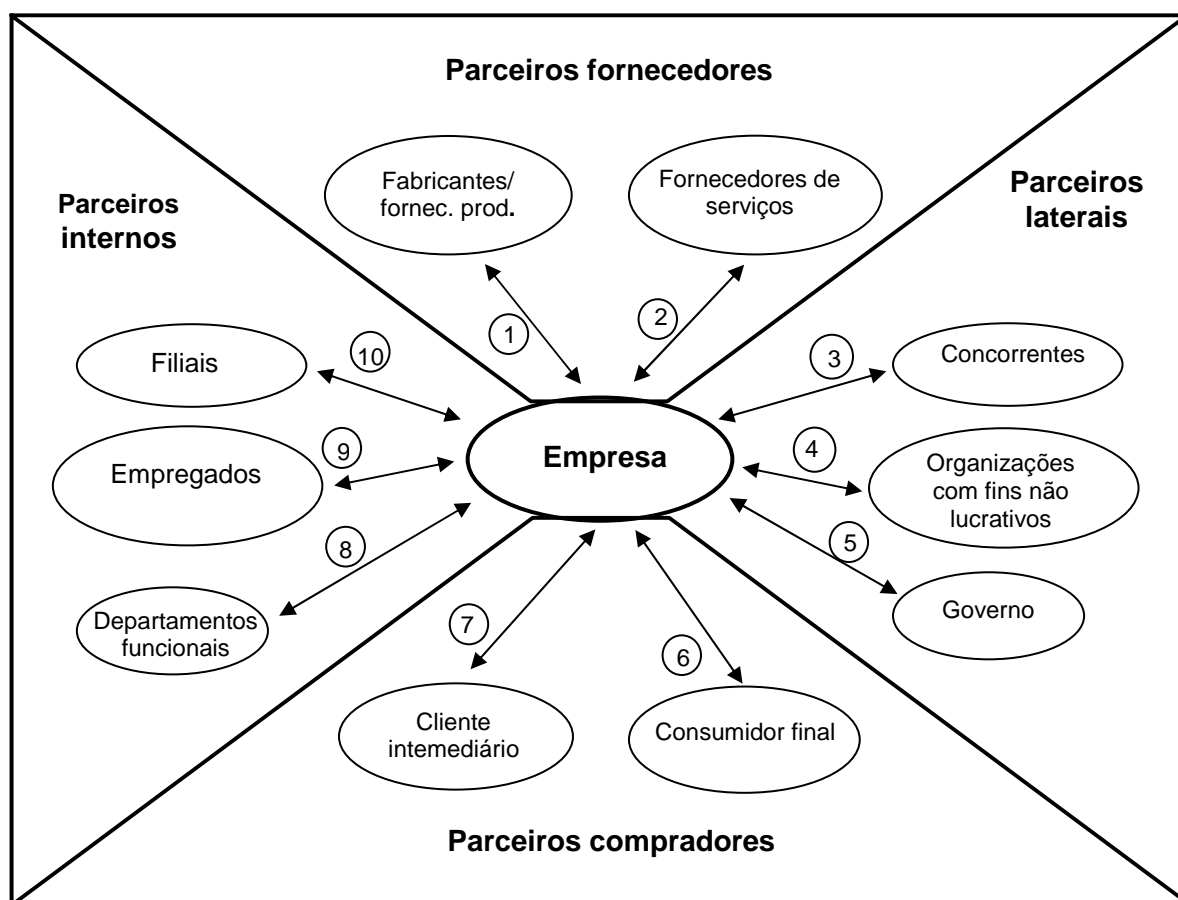 Parceiros fornecedores
Fabricantes/
fornec. prod.
Fornecedores de
serviços
Parceiros
internos
Parceiros
laterais
1
2
Filiais
10
3
Concorrentes
Empregados
9
Empresa
4
Organizações
com fins não
lucrativos
8
5
Departamentos
funcionais
7
6
Governo
Cliente
intemediário
Consumidor final
Parceiros compradores